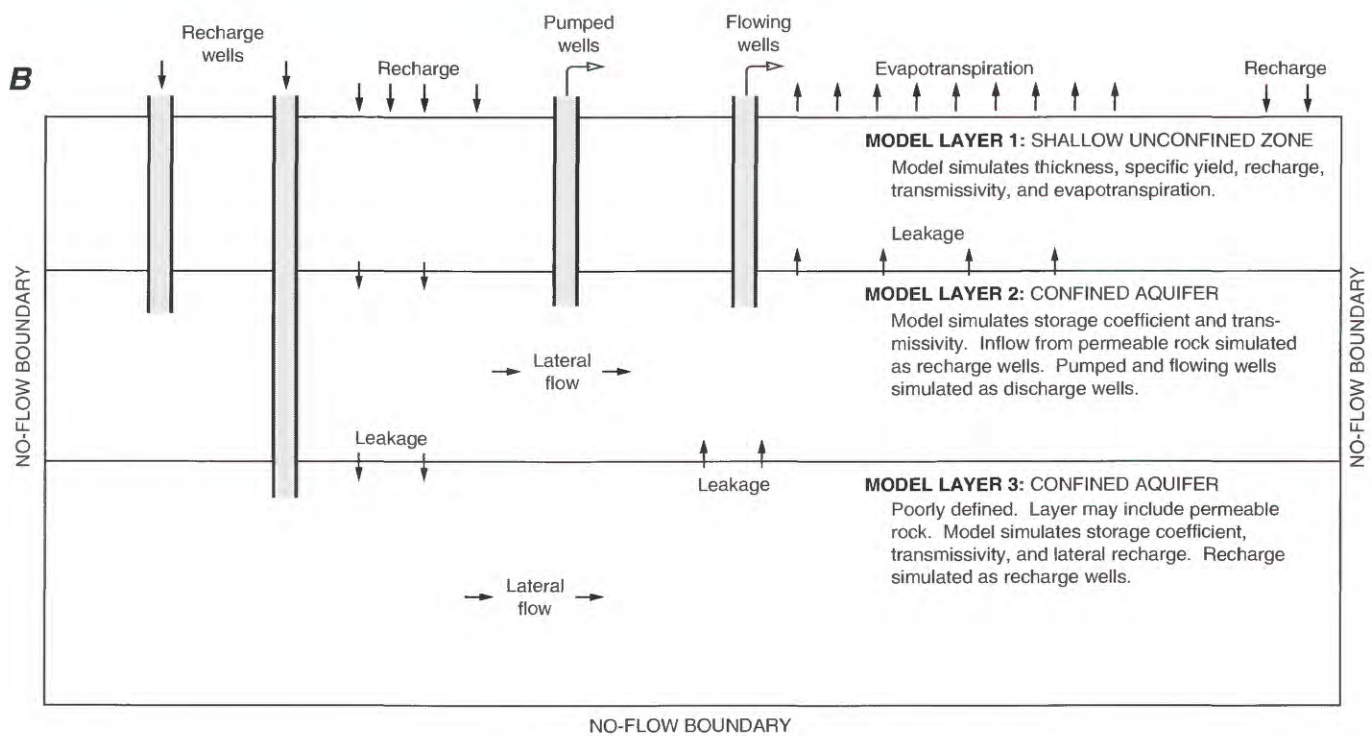 B
Recharge
wells
Recharge
Pumped
wells
Flowing
wells
Evapotranspiration
Recharge
MODEL LAYER 1: SHALLOW UNCONFINED ZONE
Model simulates thickness, specific yield, recharge,
transmissivity, and evapotranspiration.
Leakage
NO-FLOW BOUNDARY
NO-FLOW BOUNDARY
MODEL LAYER 2: CONFINED AQUIFER
Model simulates storage coefficient and trans-
missivity. Inflow from permeable rock simulated
as recharge wells. Pumped and flowing wells
simulated as discharge wells.
Lateral
flow
Leakage
Leakage
MODEL LAYER 3: CONFINED AQUIFER
Poorly defined. Layer may include permeable
rock. Model simulates storage coefficient,
transmissivity, and lateral recharge. Recharge
simulated as recharge wells.
Lateral
flow
NO-FLOW BOUNDARY